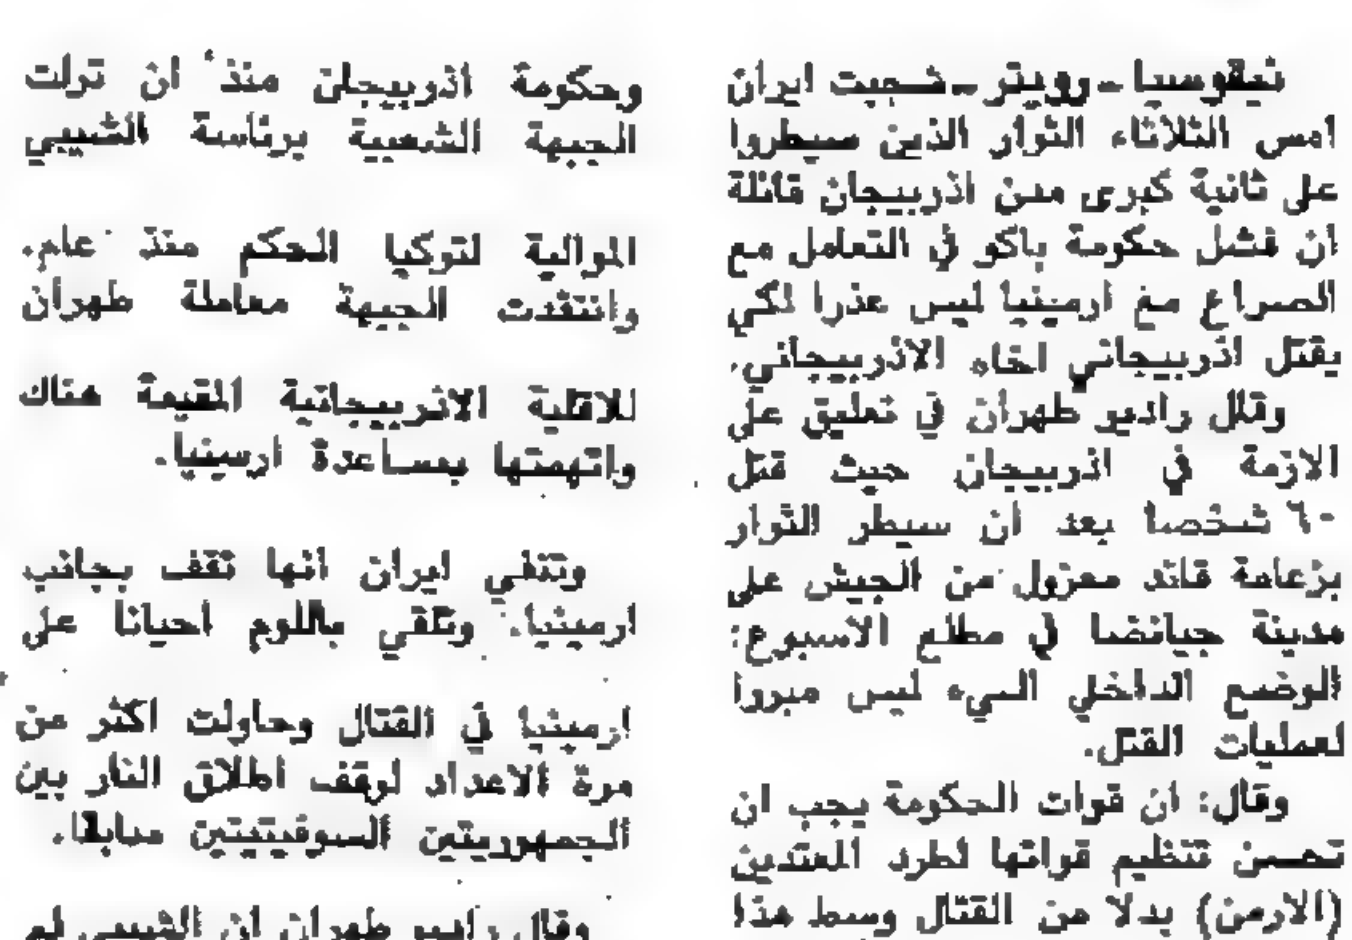 نيقوسيا ـ رويتر ـ شجبت ايران
امس الثلاثاء الثوار الذين سيطروا
على ثانية كبرى مدن اذربيجان قائلة
ان فشل حكومة باكو في التعامل مع
الصراع مع ارمينيا ليس عذرا لكي
يقتل اذربيجاني اخاه الاذربيجاني.
وقال راديو طهران في تعليق على
الازمة في اذربيجان حيث قتل
٦٠ شخصا بعد ان سيطر الثوار
بزعامة قائد معزول من الجيش على
مدينة جيانضا في مطلع الاسبوع:
الوضع الداخلي السيء ليس مبررا
لعمليات القتل.
وقال: ان قوات الحكومة يجب ان
تحسن تنظيم قواتها لطرد المعتدين
(الارمن) بدلا من القتال وسط هذا
وحكومة اذربيجان منذ ان تولت
الجبهة الشعبية برئاسة الشيبي
الموالية لتركيا الحكم منذ عام.
وانتقدت الجبهة معاملة طهران
للاقلية الاذربيجانية المقيمة هناك
واتهمتها بمساعدة ارمينيا.
وتنفي ايران انها تقف بجانب
ارمينيا. وتلقي باللوم احيانا على
ارمينيا في القتال وحاولت اكثر من
مرة الاعداد لوقف اطلاق النار بين
الجمهوريتين السوفيتيتين سابقا.
وقال راديو طهران ان الشيبي لم